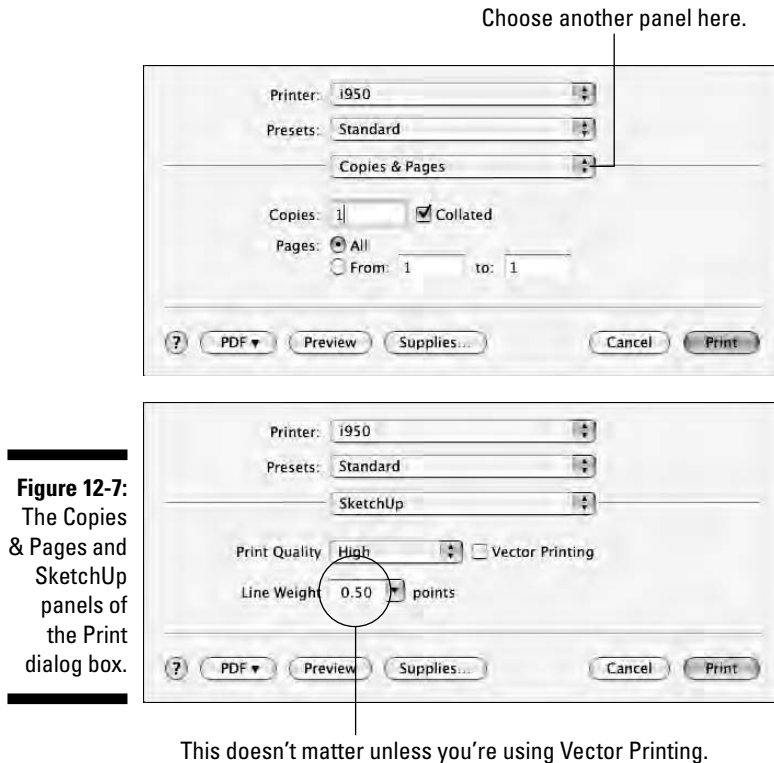 Choose another panel here.
Printer: i950
Presets: Standard
Copies & Pages
Copies: 1 Collated
Pages: All
From: 1 to: 1
? PDF Preview Supplies... Cancel Print
Printer: i950
Presets: Standard
SketchUp
Print Quality High Vector Printing
Line Weight 0.50 points
? PDF Preview Supplies... Cancel Print
Figure 12-7:
The Copies
& Pages and
SketchUp
panels of
the Print
dialog box.
This doesn't matter unless you're using Vector Printing.